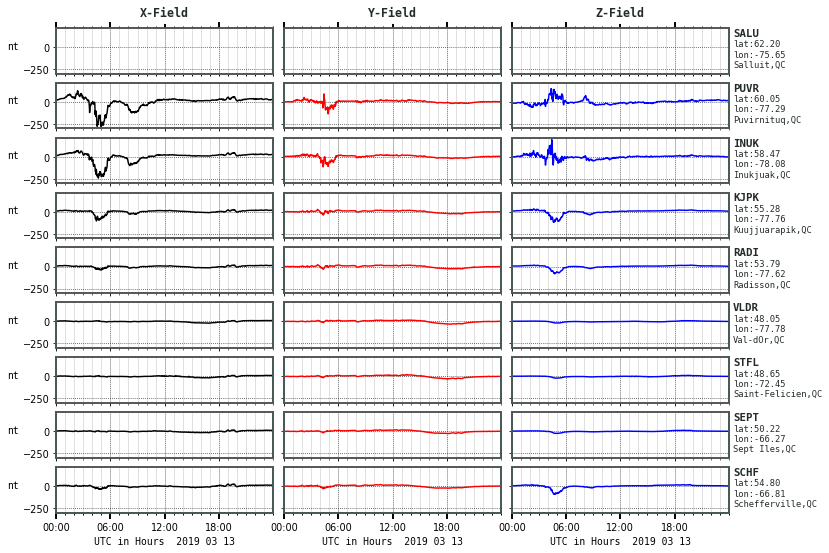 X-Field Y-Field Z-Field
nt 0 −250 SALU
lat:62.20
lon:-75.65
Salluit,QC
nt 0 −250 PUVR
lat:60.05
lon:-77.29
Puvirnituq,QC
nt 0 −250 INUK
lat:58.47
lon:-78.08
Inukjuak,QC
nt 0 −250 KJPK
lat:55.28
lon:-77.76
Kuujjuarapik,QC
nt 0 −250 RADI
lat:53.79
lon:-77.62
Radisson,QC
nt 0 −250 VLDR
lat:48.05
lon:-77.78
Val-dOr,QC
nt 0 −250 STFL
lat:48.65
lon:-72.45
Saint-Felicien,QC
nt 0 −250 SEPT
lat:50.22
lon:-66.27
Sept Iles,QC
nt 0 −250 SCHF
lat:54.80
lon:-66.81
Schefferville,QC
00:00 06:00 12:00 18:00 00:00 06:00 12:00 18:00 00:00 06:00 12:00 18:00
UTC in Hours 2019 03 13 UTC in Hours 2019 03 13 UTC in Hours 2019 03 13